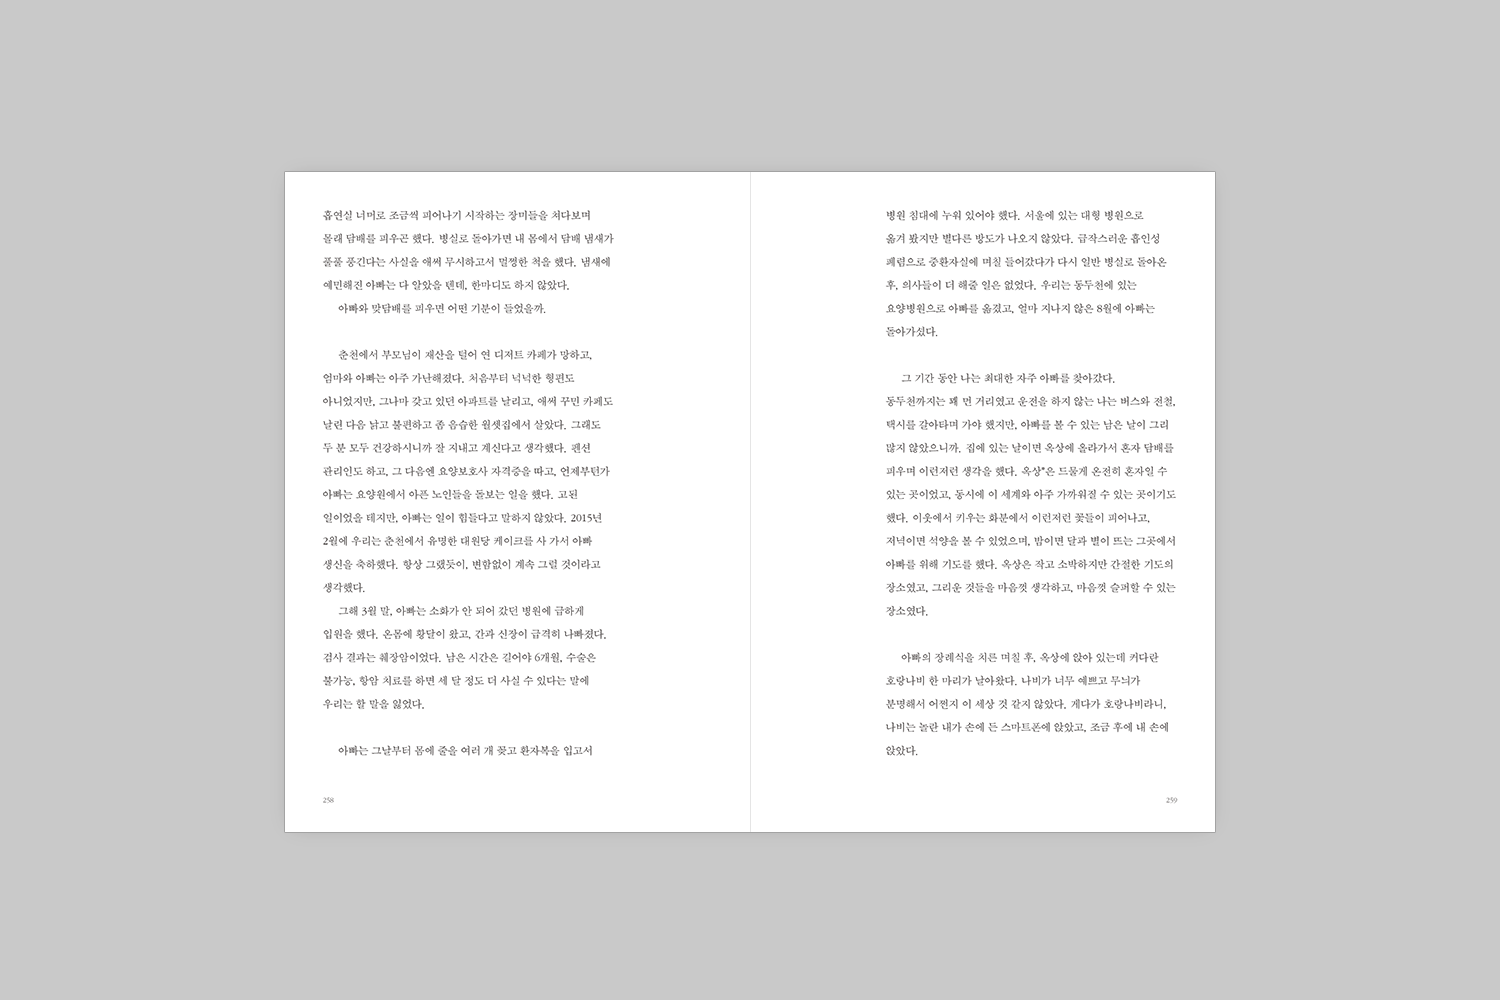 흡연실 너머로 조금씩 피어나기 시작하는 장미들을 쳐다보며
몰래 담배를 피우곤 했다. 병실로 돌아가면 내 몸에서 담배 냄새가
풀풀 풍긴다는 사실을 애써 무시하고서 멀쩡한 척을 했다. 냄새에
예민해진 아빠는 다 알았을 텐데, 한마디도 하지 않았다.
아빠와 맞담배를 피우면 어떤 기분이 들었을까.
춘천에서 부모님이 재산을 털어 연 디저트 카페가 망하고,
엄마와 아빠는 아주 가난해졌다. 처음부터 넉넉한 형편도
아니었지만, 그나마 갖고 있던 아파트를 날리고, 애써 꾸민 카페도
날린 다음 낡고 불편하고 좀 음습한 월셋집에서 살았다. 그래도
두 분 모두 건강하시니까 잘 지내고 계신다고 생각했다. 펜션
관리인도 하고, 그 다음엔 요양보호사 자격증을 따고, 언제부턴가
아빠는 요양원에서 아픈 노인들을 돌보는 일을 했다. 고된
일이었을 테지만, 아빠는 일이 힘들다고 말하지 않았다. 2015년
2월에 우리는 춘천에서 유명한 대원당 케이크를 사 가서 아빠
생신을 축하했다. 항상 그랬듯이, 변함없이 계속 그럴 것이라고
생각했다.
그해 3월 말, 아빠는 소화가 안 되어 갔던 병원에 급하게
입원을 했다. 온몸에 황달이 왔고, 간과 신장이 급격히 나빠졌다.
검사 결과는 췌장암이었다. 남은 시간은 길어야 6개월, 수술은
불가능, 항암 치료를 하면 세 달 정도 더 사실 수 있다는 말에
우리는 할 말을 잃었다.
아빠는 그날부터 몸에 줄을 여러 개 꽂고 환자복을 입고서
258
병원 침대에 누워 있어야 했다. 서울에 있는 대형 병원으로
옮겨 봤지만 별다른 방도가 나오지 않았다. 급작스러운 흡인성
폐렴으로 중환자실에 며칠 들어갔다가 다시 일반 병실로 돌아온
후, 의사들이 더 해줄 일은 없었다. 우리는 동두천에 있는
요양병원으로 아빠를 옮겼고, 얼마 지나지 않은 8월에 아빠는
돌아가셨다.
그 기간 동안 나는 최대한 자주 아빠를 찾아갔다.
동두천까지는 꽤 먼 거리였고 운전을 하지 않는 나는 버스와 전철,
택시를 갈아타며 가야 했지만, 아빠를 볼 수 있는 남은 날이 그리
많지 않았으니까. 집에 있는 날이면 옥상에 올라가서 혼자 담배를
피우며 이런저런 생각을 했다. 옥상*은 드물게 온전히 혼자일 수
있는 곳이었고, 동시에 이 세계와 아주 가까워질 수 있는 곳이기도
했다. 이웃에서 키우는 화분에서 이런저런 꽃들이 피어나고,
저녁이면 석양을 볼 수 있었으며, 밤이면 달과 별이 뜨는 그곳에서
아빠를 위해 기도를 했다. 옥상은 작고 소박하지만 간절한 기도의
장소였고, 그리운 것들을 마음껏 생각하고, 마음껏 슬퍼할 수 있는
장소였다.
아빠의 장례식을 치른 며칠 후, 옥상에 앉아 있는데 커다란
호랑나비 한 마리가 날아왔다. 나비가 너무 예쁘고 무늬가
분명해서 어쩐지 이 세상 것 같지 않았다. 게다가 호랑나비라니,
나비는 놀란 내가 손에 든 스마트폰에 앉았고, 조금 후에 내 손에
앉았다.
259